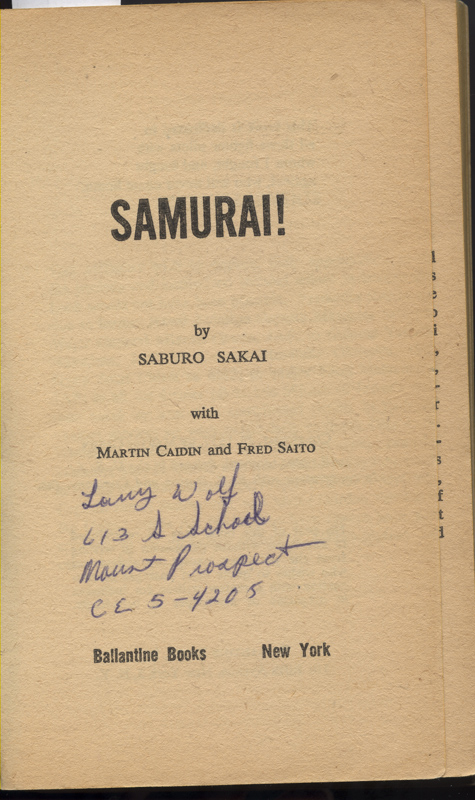 SAMURAI!
by
SABURO SAKAI
with
MARTIN CAIDIN and FRED SAITO
Larry Wolf
613 S School
Mount Prospect
CL 5-4205
Ballantine Books New York
l
s
e
i
,
,
-
r
-
-
s
,
f
t
d